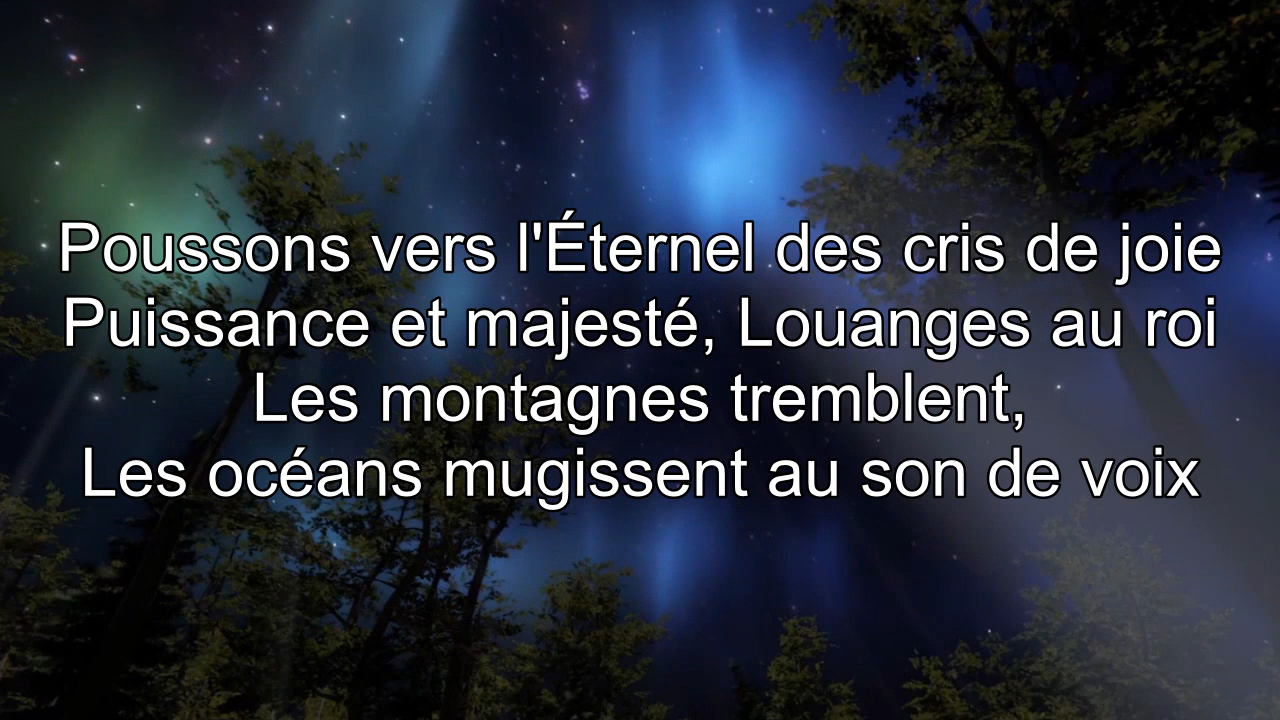 Poussons vers l'Éternel des cris de joie
Puissance et majesté, Louanges au roi
Les montagnes tremblent,
Les océans mugissent au son de voix